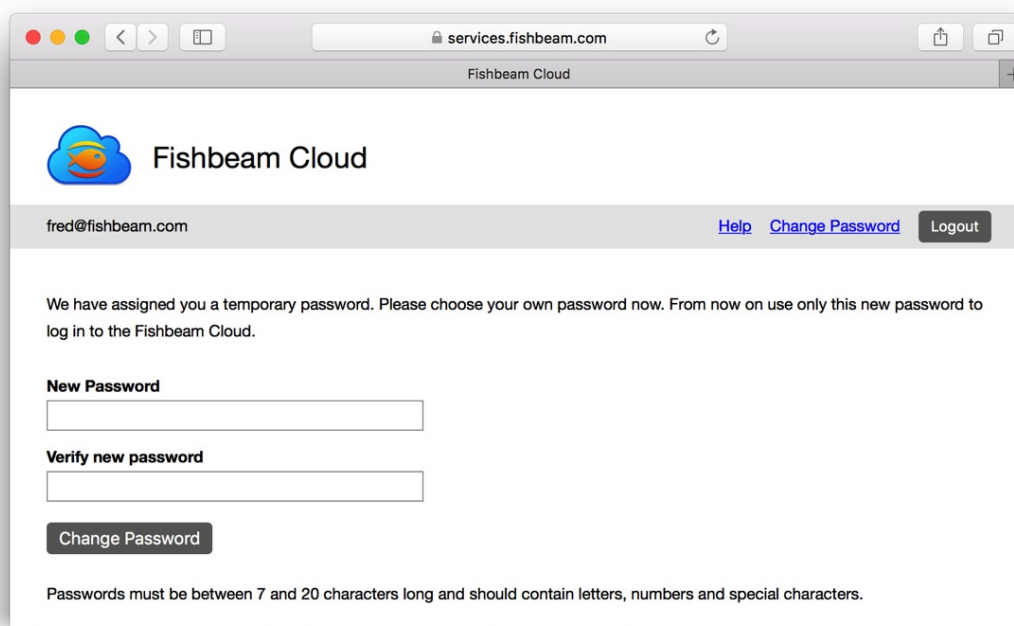 services.fishbeam.com
Fishbeam Cloud
Fishbeam Cloud
fred@fishbeam.com Help Change Password Logout
We have assigned you a temporary password. Please choose your own password now. From now on use only this new password to
log in to the Fishbeam Cloud.
New Password
Verify new password
Change Password
Passwords must be between 7 and 20 characters long and should contain letters, numbers and special characters.